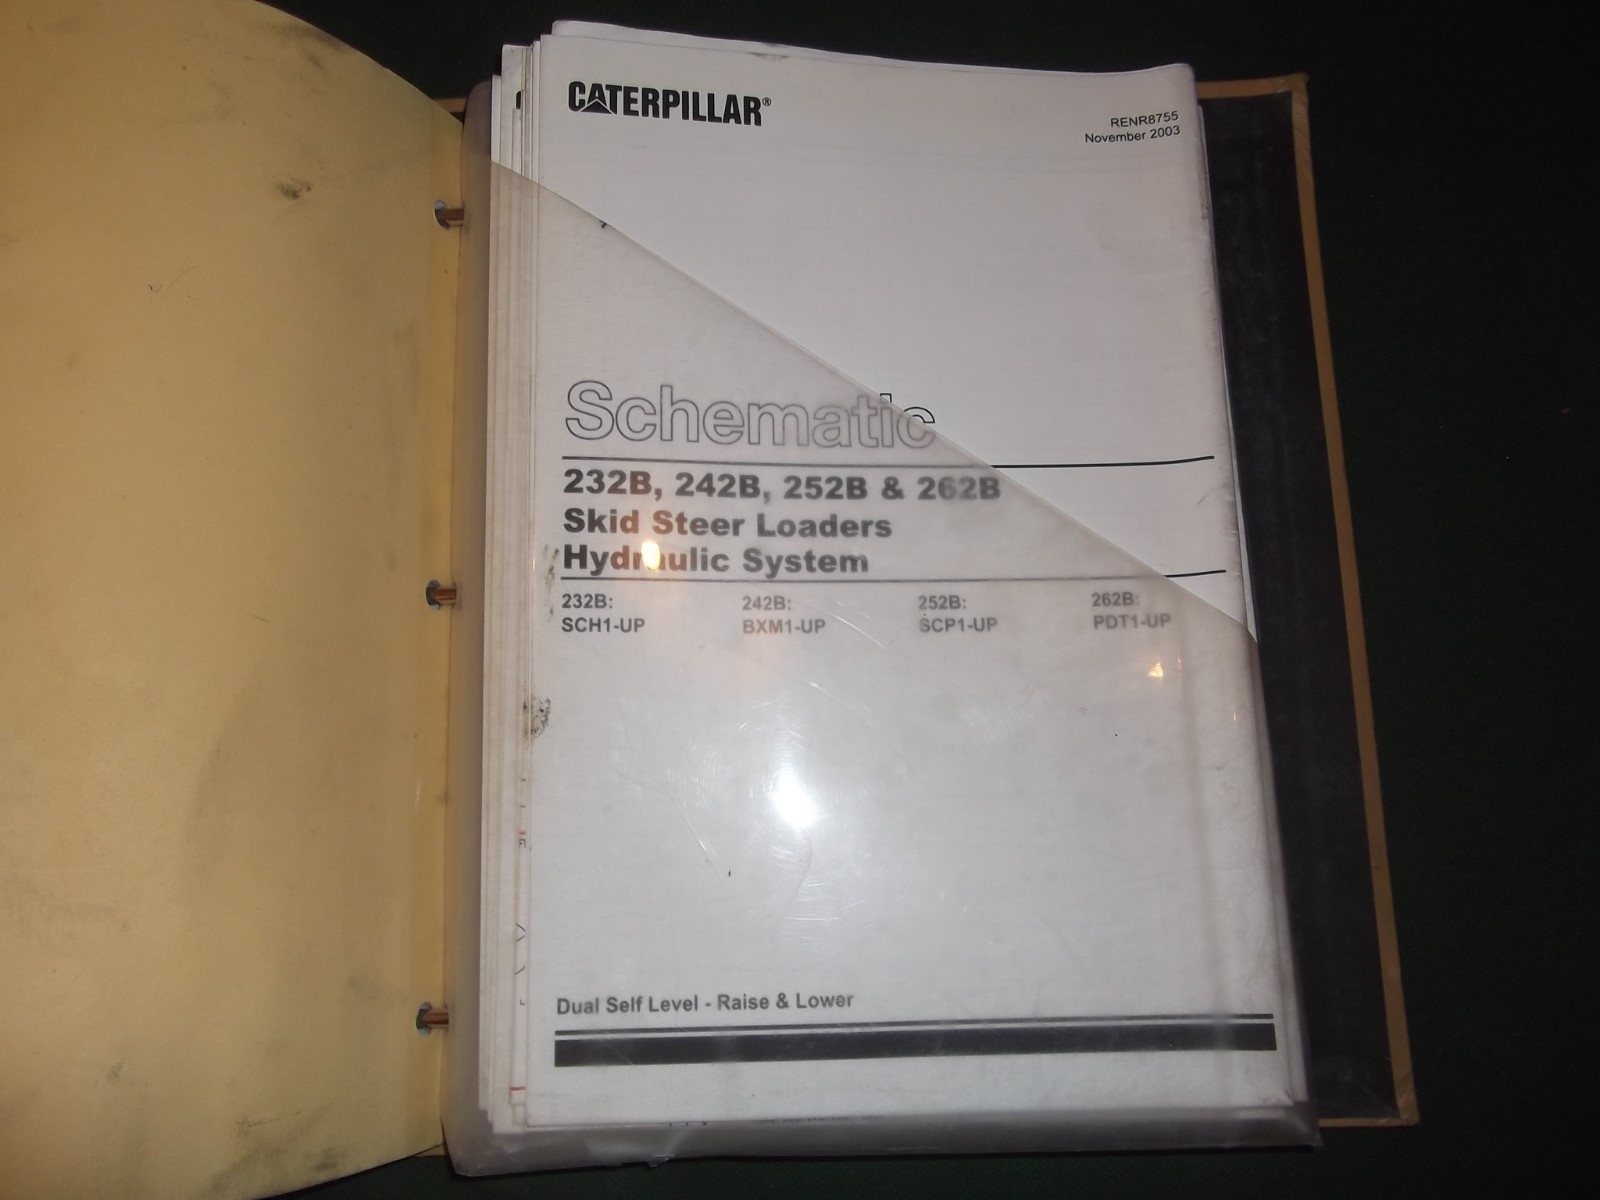 CATERPILLAR®
RENR8755
November 2003
Schematic
232B, 242B, 252B & 262B
Skid Steer Loaders
Hydraulic System
232B: 242B: 252B: 262B:
SCH1-UP BXM1-UP SCP1-UP PDT1-UP
Dual Self Level - Raise & Lower